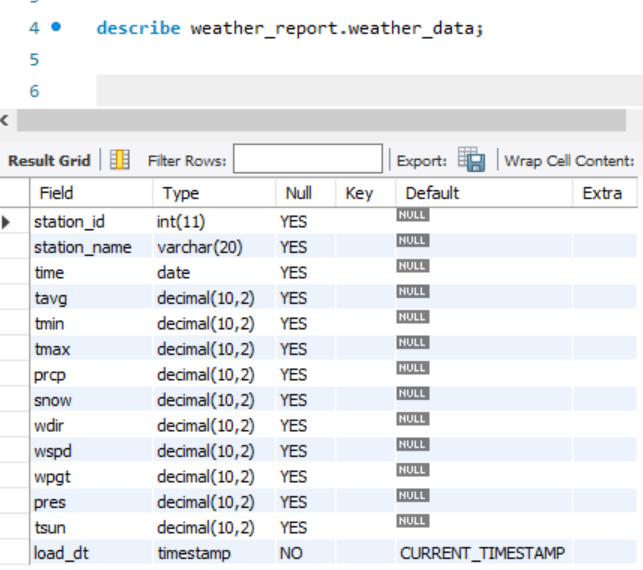 4 describe weather_report.weather_data;
5
6
Result Grid Filter Rows: Export: Wrap Cell Content:
Field Type Null Key Default Extra
station_id int(11) YES NULL
station_name varchar(20) YES NULL
time date YES NULL
tavg decimal(10,2) YES NULL
tmin decimal(10,2) YES NULL
tmax decimal(10,2) YES NULL
prcp decimal(10,2) YES NULL
snow decimal(10,2) YES NULL
wdir decimal(10,2) YES NULL
wspd decimal(10,2) YES NULL
wpgt decimal(10,2) YES NULL
pres decimal(10,2) YES NULL
tsun decimal(10,2) YES NULL
load_dt timestamp NO CURRENT_TIMESTAMP